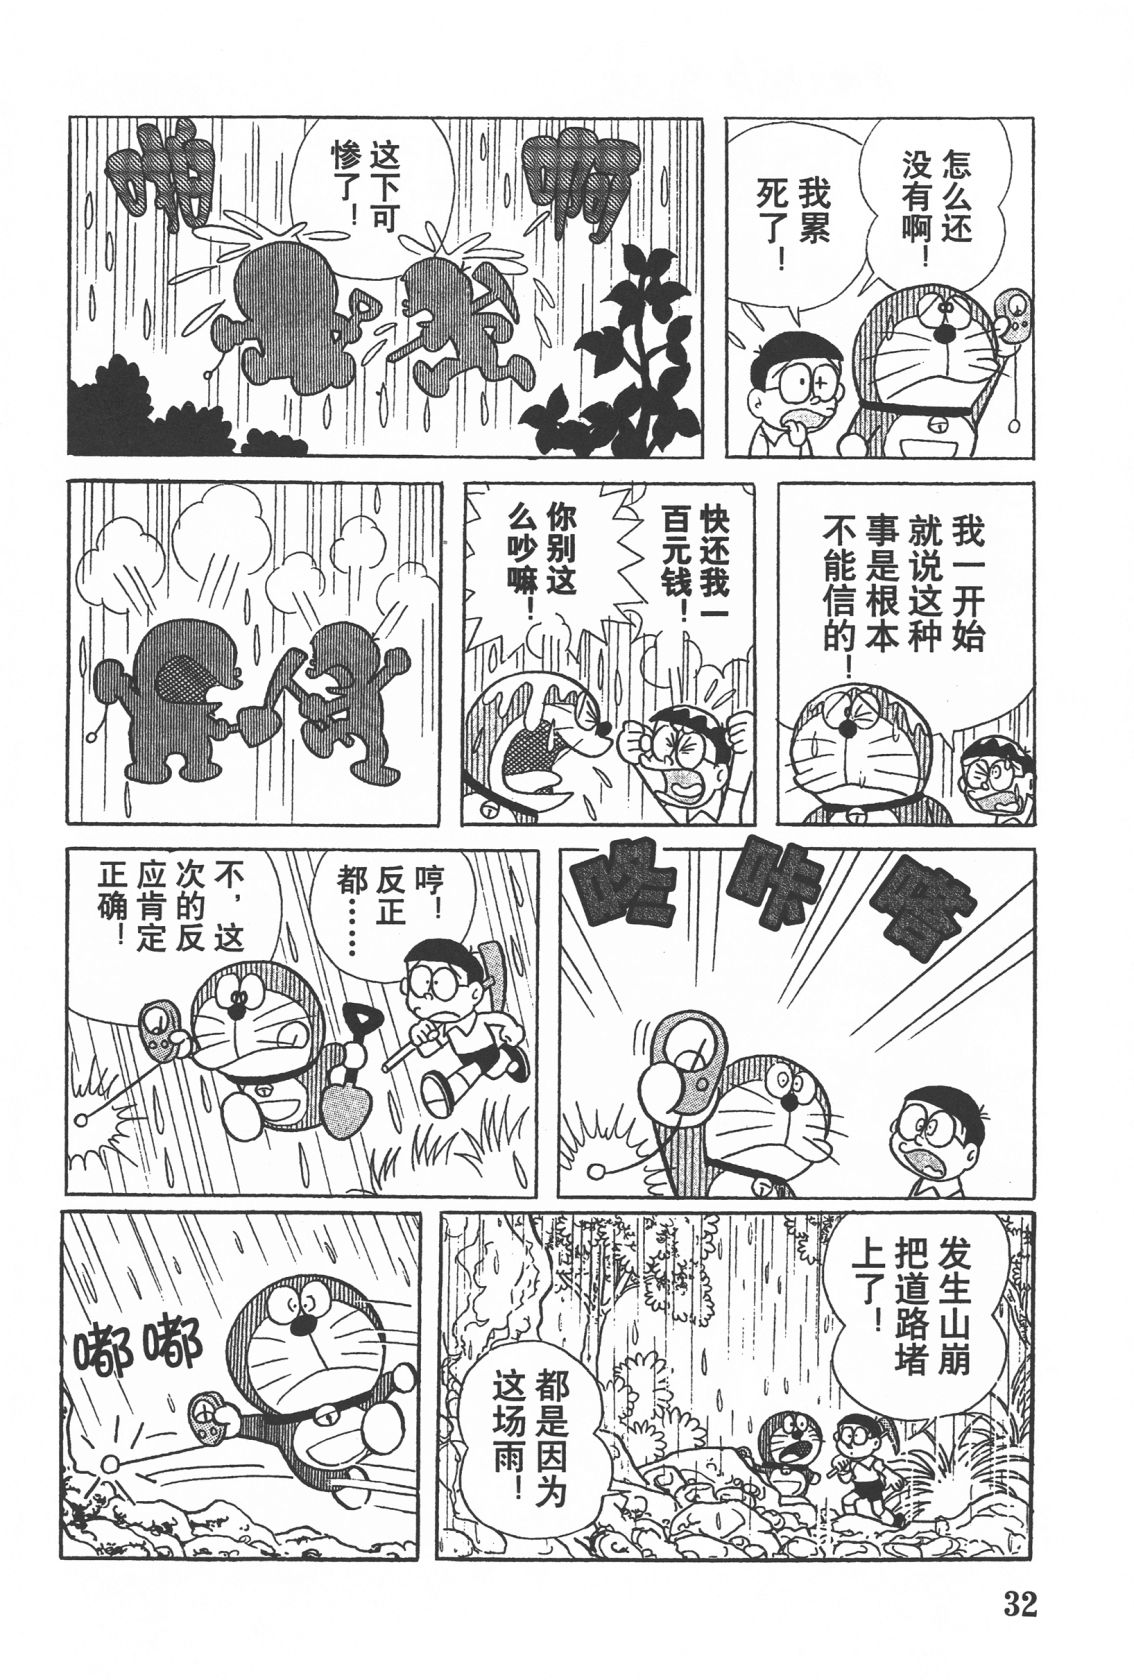 怎么还
没有啊！
我累
死了！
啊
这下可
惨了！
啪
我一开始
就说这种
事是根本
不能信的！
快还我一
百元钱！
你别这
么吵嘛！
咚 咔 嗒
哼！
反正
都……
不，这
次的反
应肯定
正确！
发生山崩
把道路堵
上了！
都是因为
这场雨！
嘟嘟
32